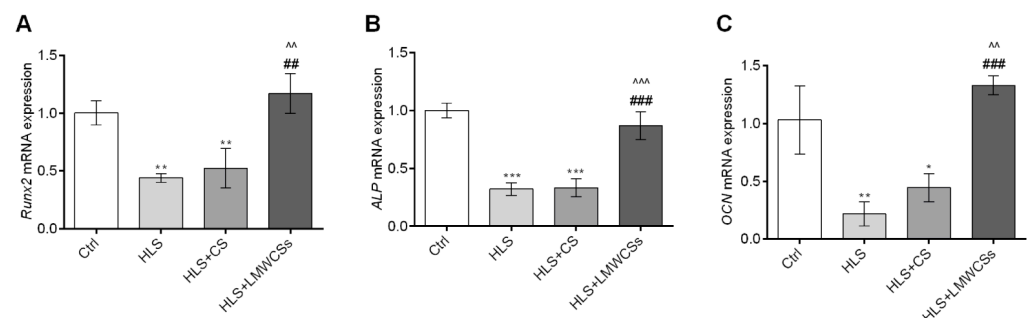 A
Runx2 mRNA expression
1.5
1.0
0.5
0.0
**
**
^^
##
Ctrl
HLS
HLS+CS
HLS+LMWCSs
B
ALP mRNA expression
1.5
1.0
0.5
0.0
***
***
^^^
###
Ctrl
HLS
HLS+CS
HLS+LMWCSs
C
OCN mRNA expression
1.5
1.0
0.5
0.0
**
*
^^
###
Ctrl
HLS
HLS+CS
HLS+LMWCSs